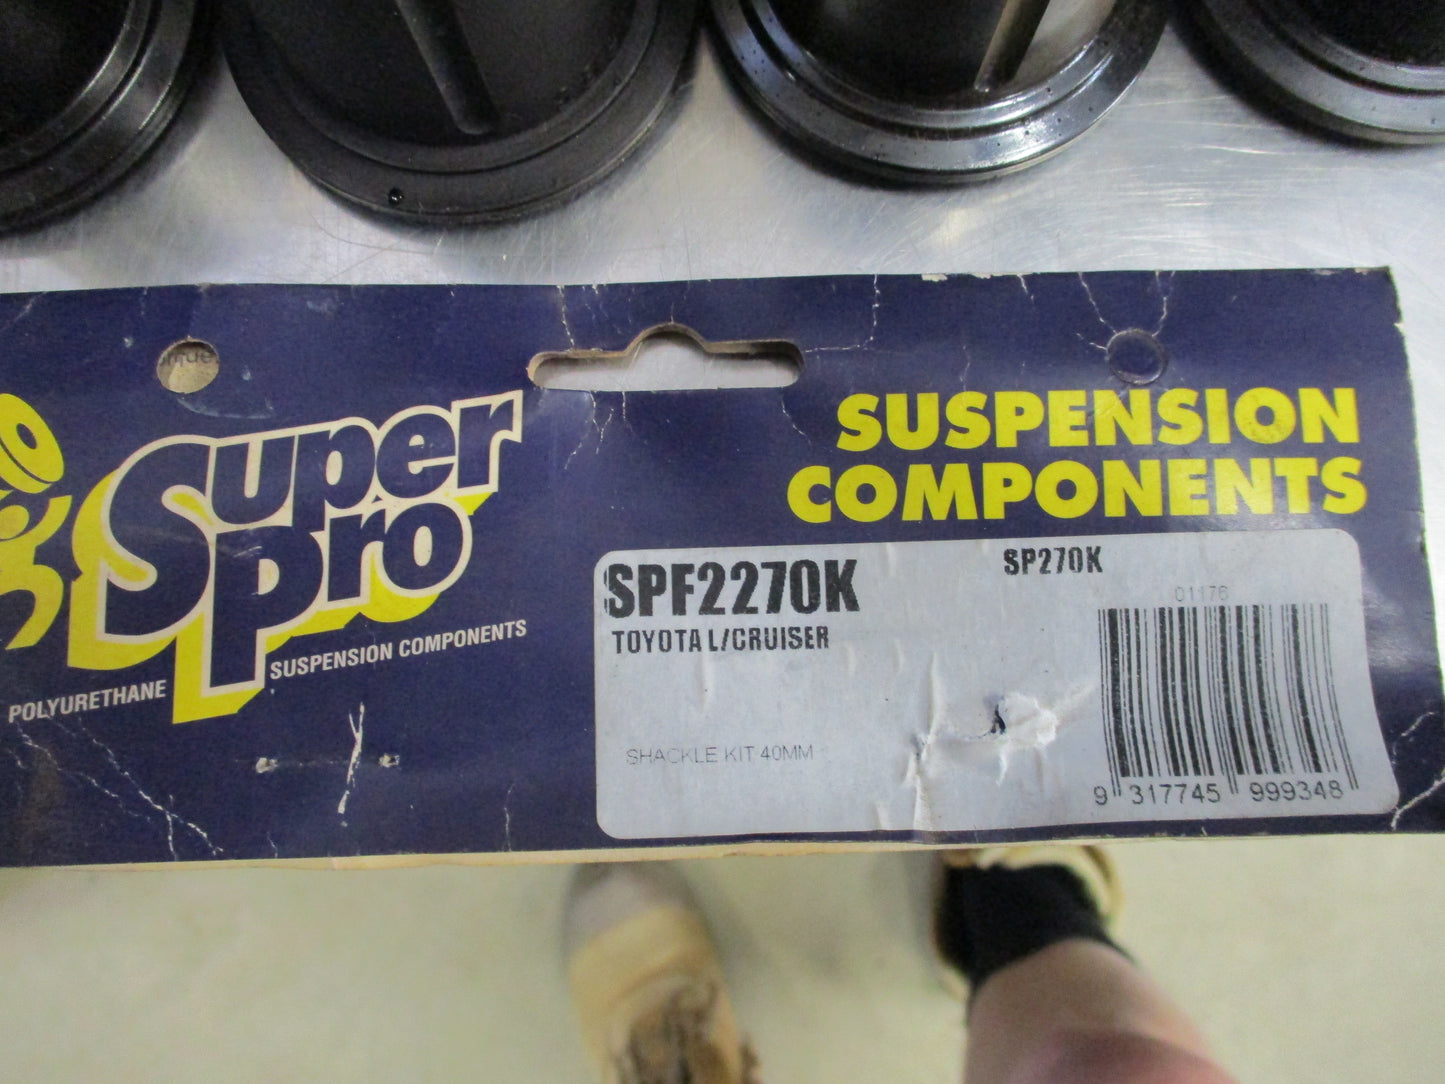 Super
Pro
POLYURETHANE SUSPENSION COMPONENTS
SUSPENSION
COMPONENTS
SPF2270K
SP270K
TOYOTA L/CRUISER
01176
SHACKLE KIT 40MM
9 317745 999348